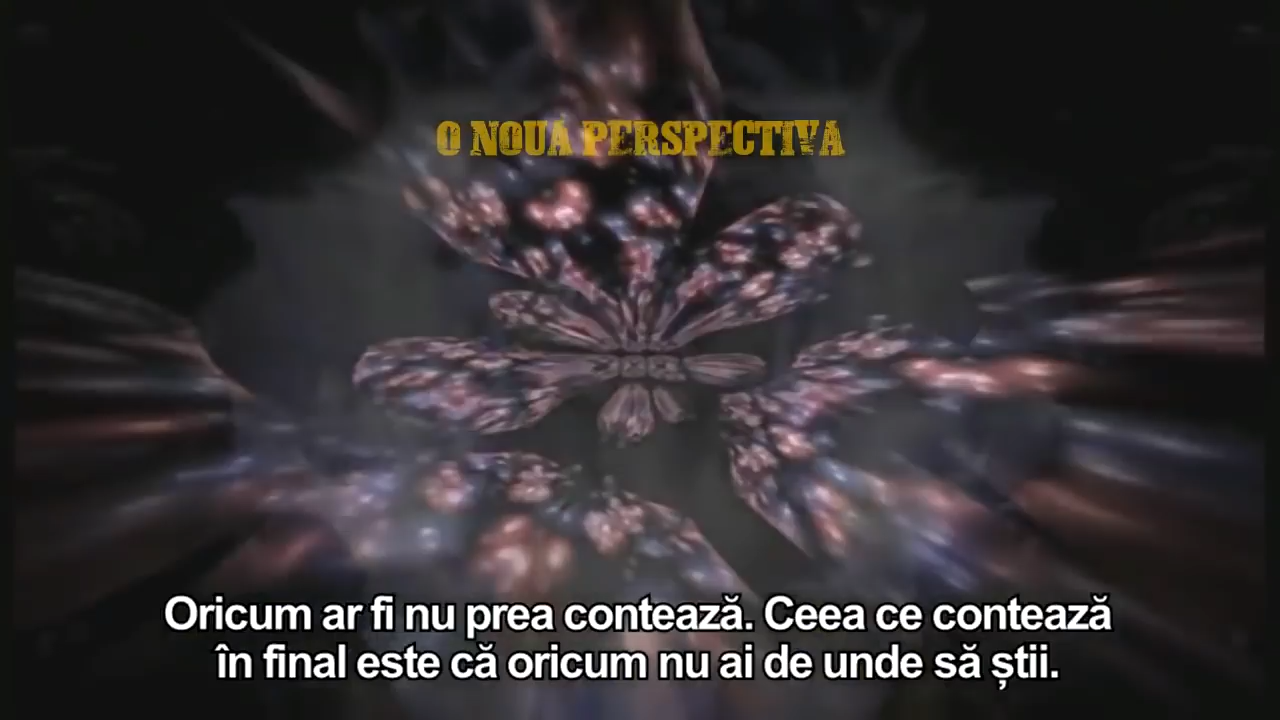 O NOUA PERSPECTIVA
Oricum ar fi nu prea contează. Ceea ce contează
în final este că oricum nu ai de unde să știi.